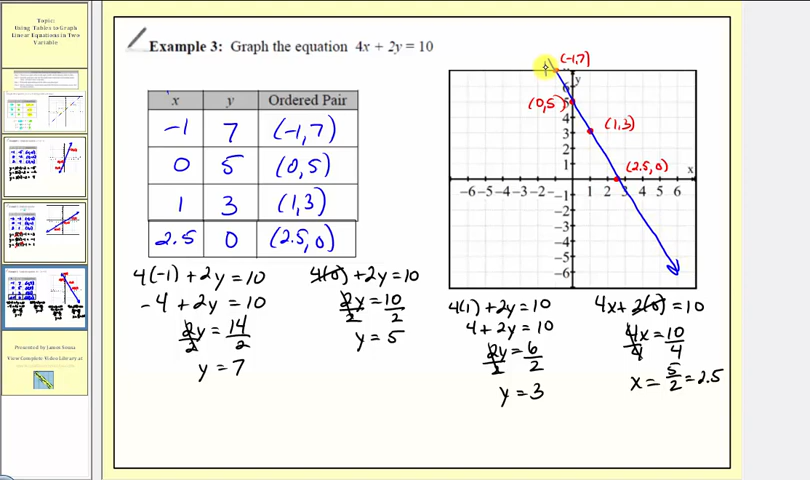 Topic:
Using Tables to Graph
Linear Equations in Two
Variable
Example 3: Graph the equation 4x + 2y = 10
x y Ordered Pair
-1 7 (-1,7)
0 5 (0,5)
1 3 (1,3)
2.5 0 (2.5,0)
4(-1) + 2y = 10
-4 + 2y = 10
2y/2 = 14/2
y = 7
4(0) + 2y = 10
2y/2 = 10/2
y = 5
(-1,7)
y
(0,5)
(1,3)
(2.5,0)
x
6
5
4
3
2
1
-6 -5 -4 -3 -2 1 2 3 4 5 6
-1
-2
-3
-4
-5
-6
4(1) + 2y = 10
4 + 2y = 10
2y/2 = 6/2
y = 3
4x + 2(0) = 10
4x/4 = 10/4
x = 5/2 = 2.5
Presented by James Sousa
View Complete Video Library at